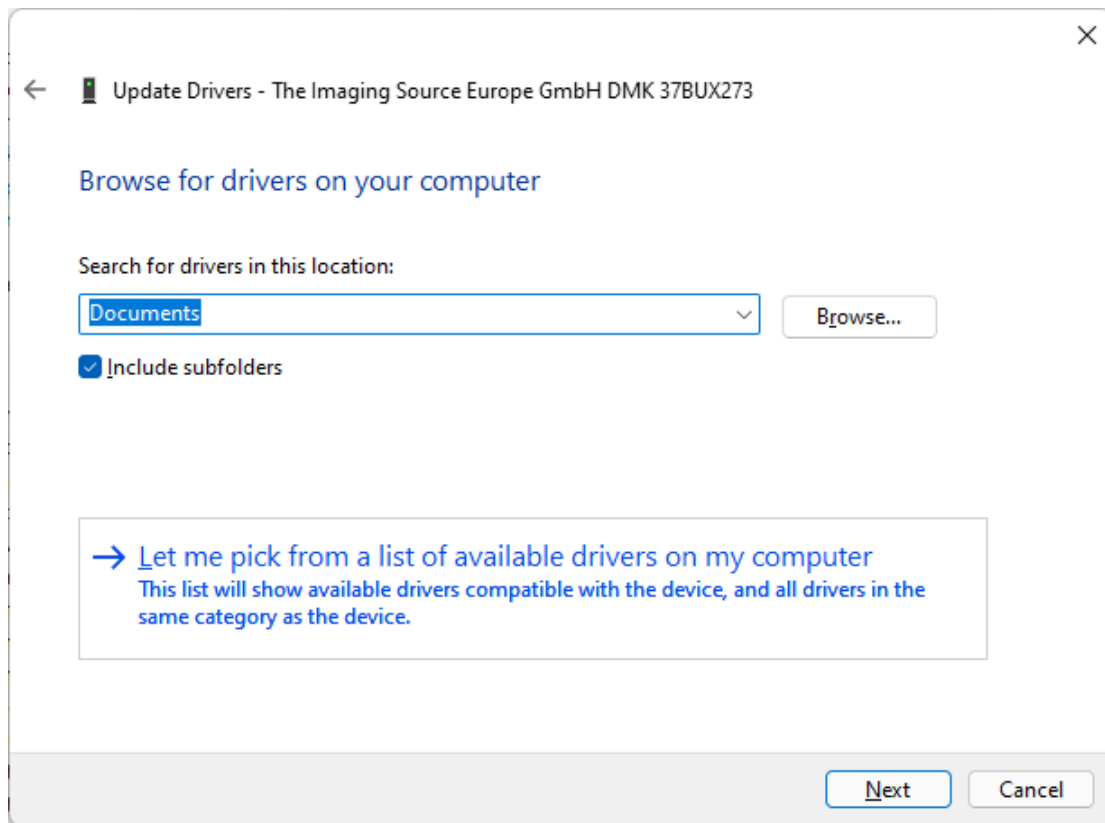 Update Drivers - The Imaging Source Europe GmbH DMK 37BUX273
Browse for drivers on your computer
Search for drivers in this location:
Documents
Browse...
Include subfolders
Let me pick from a list of available drivers on my computer
This list will show available drivers compatible with the device, and all drivers in the
same category as the device.
Next
Cancel